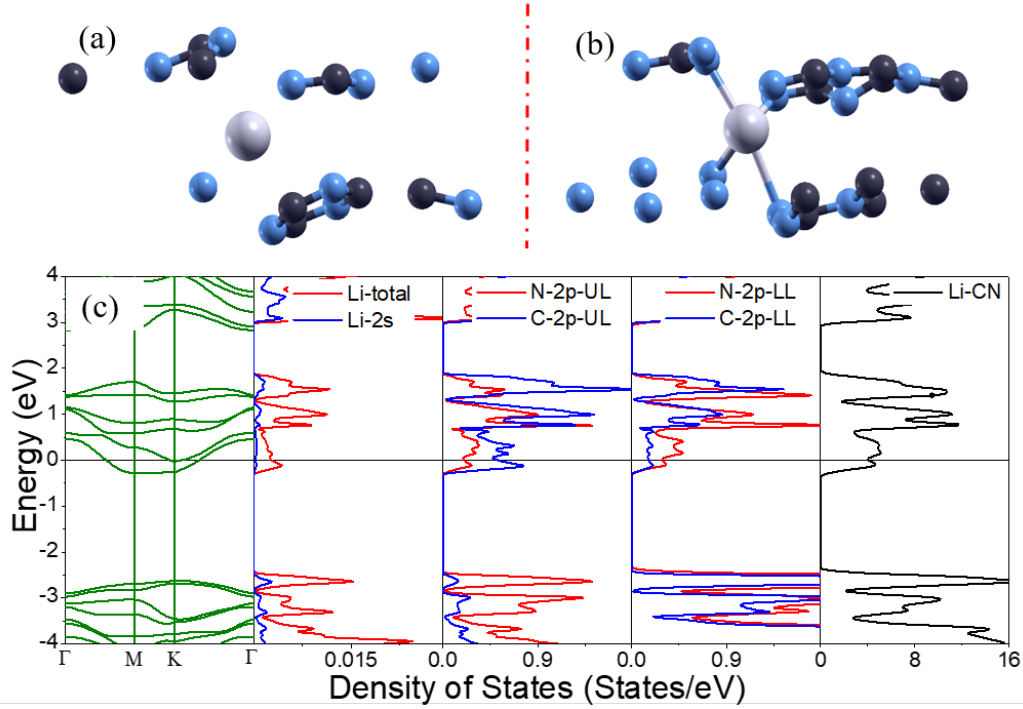 (a)
(b)
(c)
4
3
2
1
0
-1
-2
-3
-4
Energy (eV)
Li-total
Li-2s
N-2p-UL
C-2p-UL
N-2p-LL
C-2p-LL
Li-CN
Γ M K Γ 0.015 0.0 0.9 0.0 0.9 0 8 16
Density of States (States/eV)